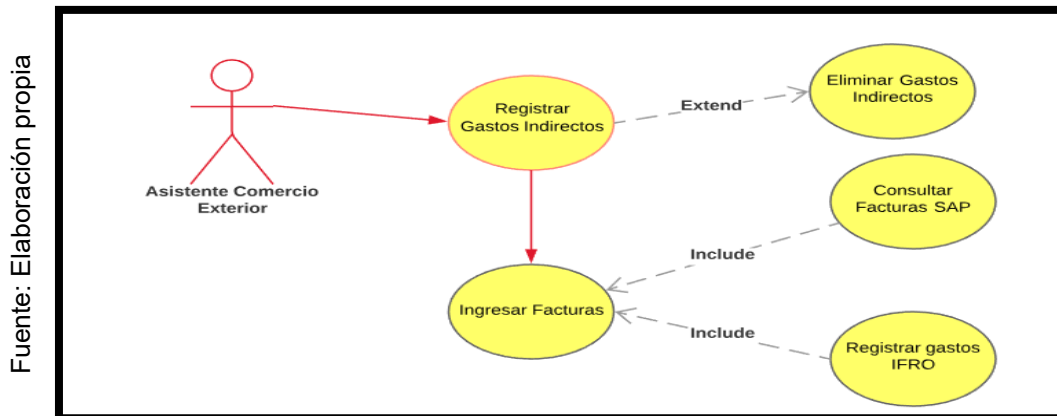 Fuente: Elaboración propia
Asistente Comercio
Exterior
Registrar
Gastos Indirectos
Extend
Eliminar Gastos
Indirectos
Consultar
Facturas SAP
Include
Ingresar Facturas
Include
Registrar gastos
IFRO